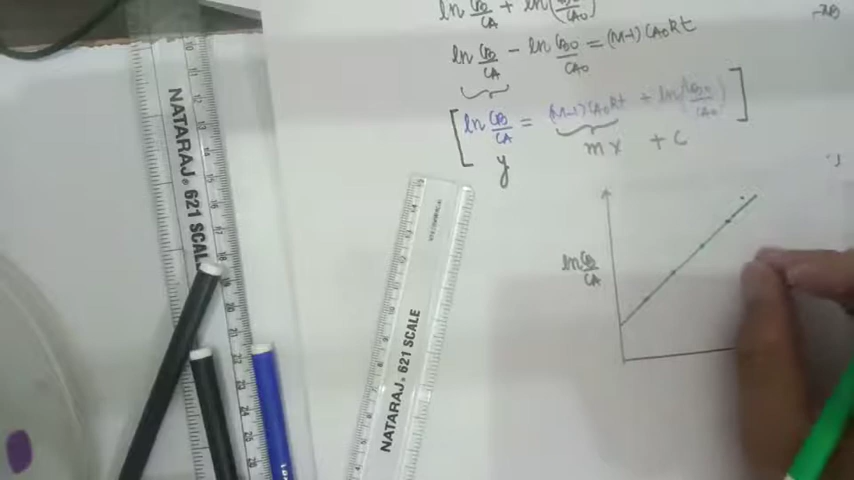 ln CB/CA + ln(CB0/CA0)
ln CB/CA - ln CB0/CA0 = (M-1) CA0 kt
ln CB/CA = (M-1) CA0 kt + ln(CB0/CA0)
y mx + c
ln CB/CA
NATARAJ® 621 SCALE
NATARAJ® 621 SCALE